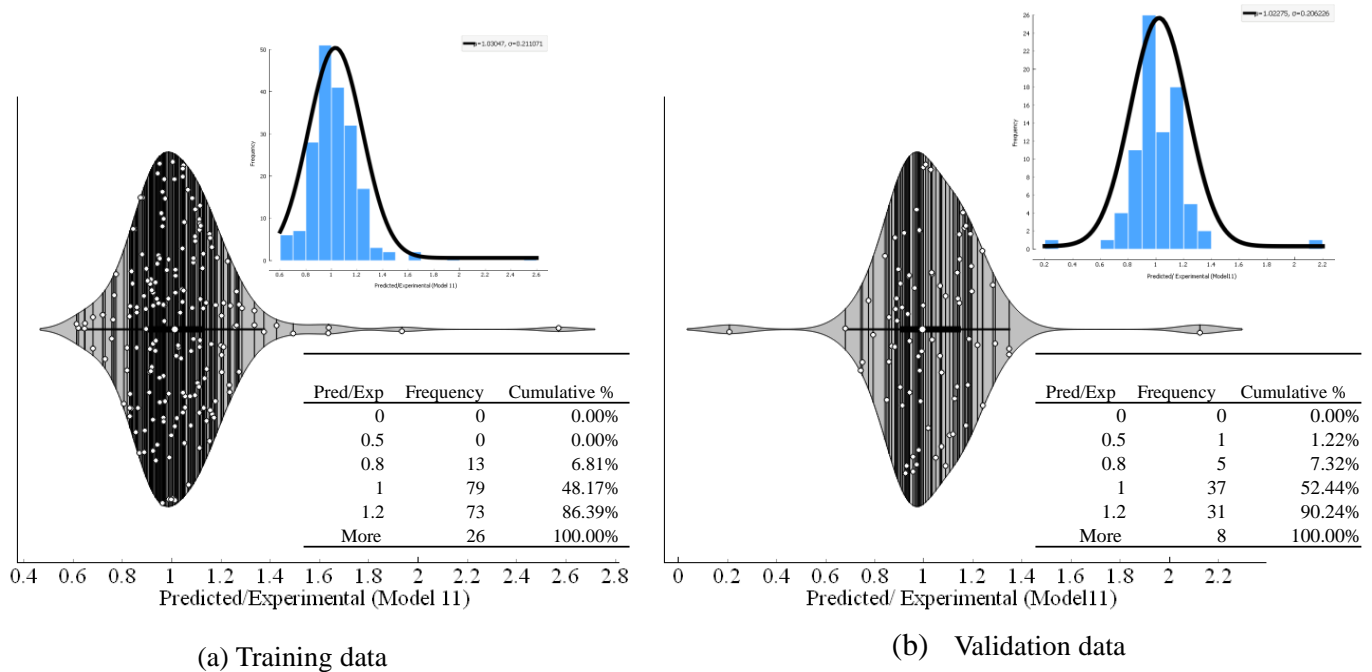 μ=1.03047, σ=0.211071
50
40
30
20
10
0
Frequency
0.6 0.8 1 1.2 1.4 1.6 1.8 2 2.2 2.4 2.6
Predicted/Experimental (Model 11)
Pred/Exp Frequency Cumulative %
0 0 0.00%
0.5 0 0.00%
0.8 13 6.81%
1 79 48.17%
1.2 73 86.39%
More 26 100.00%
0.4 0.6 0.8 1 1.2 1.4 1.6 1.8 2 2.2 2.4 2.6 2.8
Predicted/Experimental (Model 11)
(a) Training data
μ=1.02275, σ=0.206226
26
24
22
20
18
16
14
12
10
8
6
4
2
0
Frequency
0.2 0.4 0.6 0.8 1 1.2 1.4 1.6 1.8 2 2.2
Predicted/ Experimental (Model11)
Pred/Exp Frequency Cumulative %
0 0 0.00%
0.5 1 1.22%
0.8 5 7.32%
1 37 52.44%
1.2 31 90.24%
More 8 100.00%
0 0.2 0.4 0.6 0.8 1 1.2 1.4 1.6 1.8 2 2.2
Predicted/ Experimental (Model11)
(b) Validation data